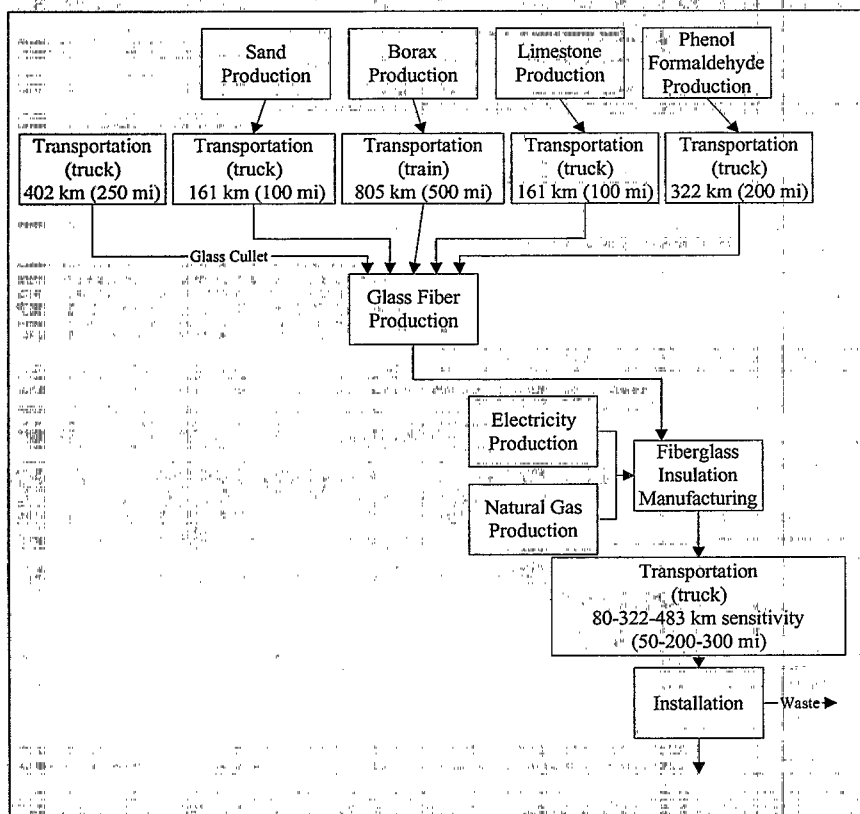 Sand
Production
Borax
Production
Limestone
Production
Phenol
Formaldehyde
Production
Transportation
(truck)
402 km (250 mi)
Transportation
(truck)
161 km (100 mi)
Transportation
(train)
805 km (500 mi)
Transportation
(truck)
161 km (100 mi)
Transportation
(truck)
322 km (200 mi)
Glass Cullet
Glass Fiber
Production
Electricity
Production
Natural Gas
Production
Fiberglass
Insulation
Manufacturing
Transportation
(truck)
80-322-483 km sensitivity
(50-200-300 mi)
Installation
Waste